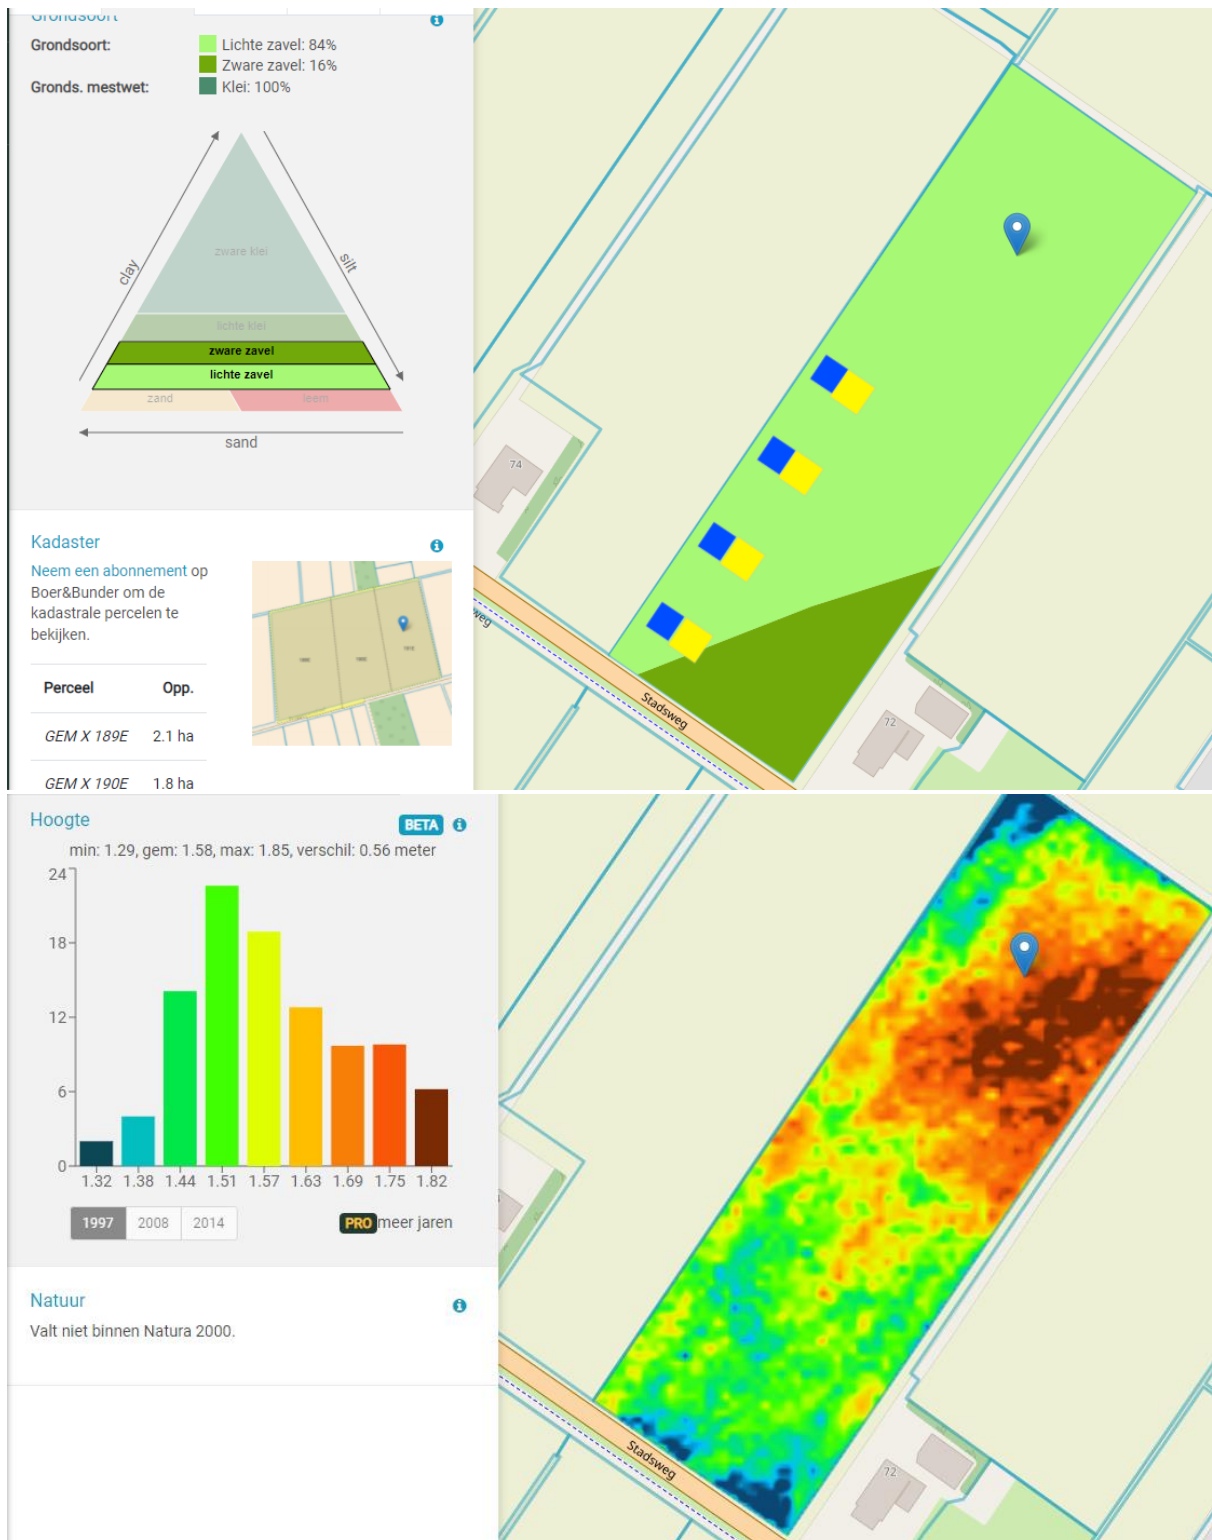 Grondsoort
Grondsoort:
Lichte zavel: 84%
Zware zavel: 16%
Gronds. mestwet:
Klei: 100%
zware klei
clay
silt
lichte klei
zware zavel
lichte zavel
zand
leem
sand
Kadaster
Neem een abonnement op
Boer&Bunder om de
kadastrale percelen te
bekijken.
Perceel Opp.
GEM X 189E 2.1 ha
GEM X 190E 1.8 ha
74
weg
Stadsweg
72
Hoogte
BETA
min: 1.29, gem: 1.58, max: 1.85, verschil: 0.56 meter
24
18
12
6
0
1.32 1.38 1.44 1.51 1.57 1.63 1.69 1.75 1.82
1997 2008 2014
PRO meer jaren
Natuur
Valt niet binnen Natura 2000.
Stadsweg
72